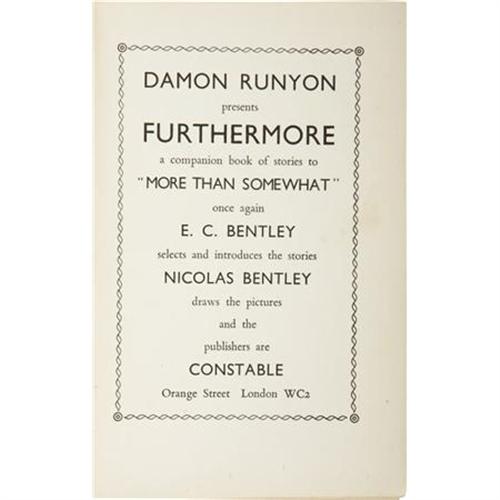 DAMON RUNYON
presents
FURTHERMORE
a companion book of stories to
"MORE THAN SOMEWHAT"
once again
E. C. BENTLEY
selects and introduces the stories
NICOLAS BENTLEY
draws the pictures
and the
publishers are
CONSTABLE
Orange Street London WC2